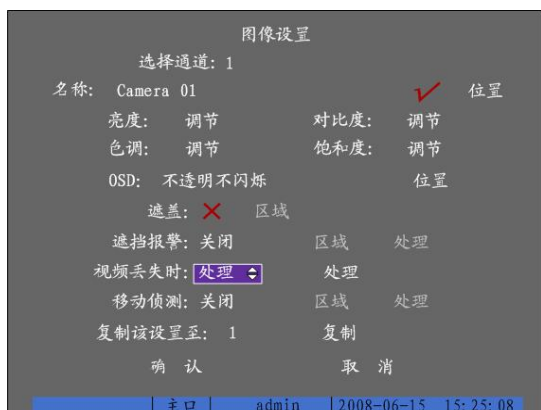 图像设置
选择通道: 1
名称: Camera 01 位置
亮度: 调节 对比度: 调节
色调: 调节 饱和度: 调节
OSD: 不透明不闪烁 位置
遮盖: 区域
遮挡报警: 关闭 区域 处理
视频丢失时: 处理 处理
移动侦测: 关闭 区域 处理
复制该设置至: 1 复制
确 认 取 消
主口 admin 2008-06-15 15:25:08